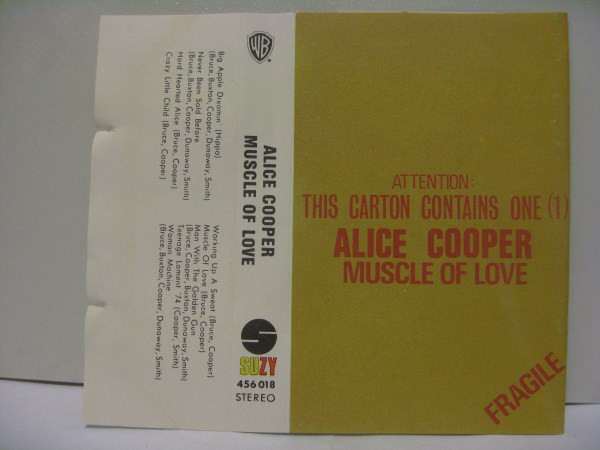 Big Apple Dreamin' (Hippo)
(Bruce, Buxton, Cooper, Dunaway, Smith)
Never Been Sold Before
(Bruce, Buxton, Cooper, Dunaway, Smith)
Hard Hearted Alice (Bruce, Cooper)
Crazy Little Child (Bruce, Cooper)
Working Up A Sweat (Bruce, Cooper)
Muscle Of Love (Bruce, Cooper)
Man With The Golden Gun
(Bruce, Cooper, Buxton, Dunaway, Smith)
Teenage Lament '74 (Cooper, Smith)
Woman Machine
(Bruce, Buxton, Cooper, Dunaway, Smith)
WB
ALICE COOPER
MUSCLE OF LOVE
SUZY
456 018
STEREO
ATTENTION:
THIS CARTON CONTAINS ONE (1)
ALICE COOPER
MUSCLE OF LOVE
FRAGILE